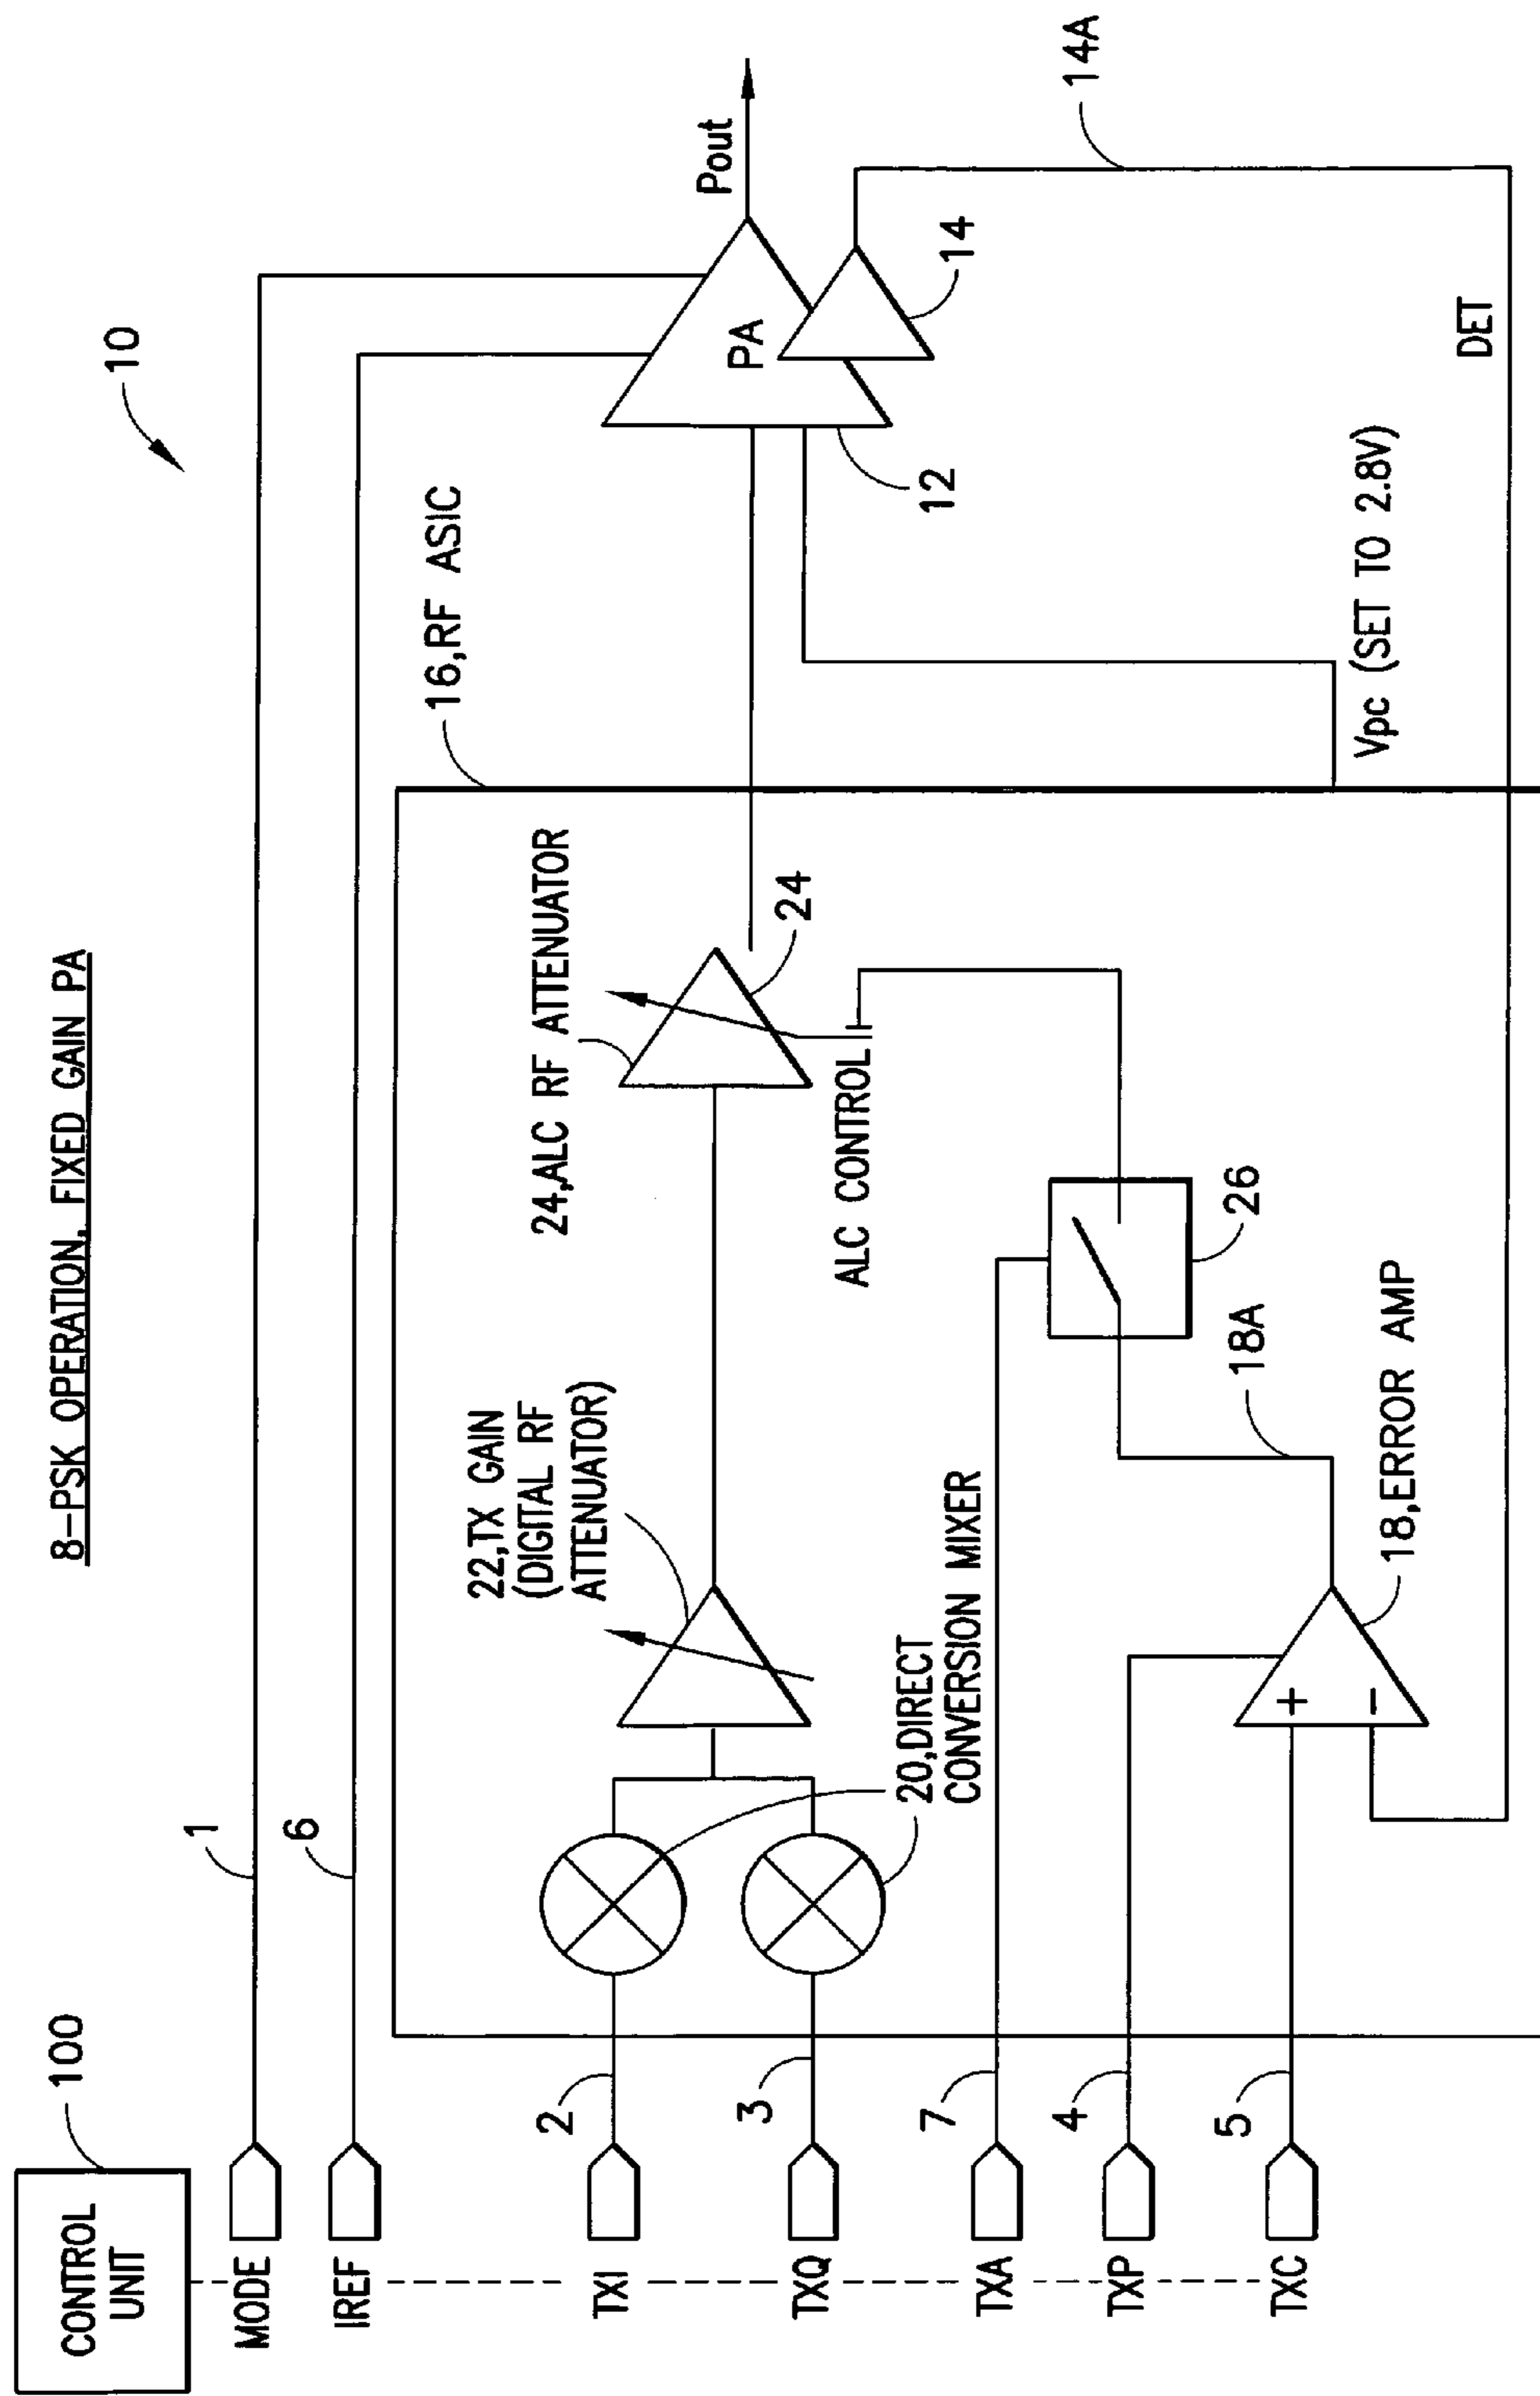 8-PSK OPERATION, FIXED GAIN PA
10
CONTROL
UNIT
100
MODE
1
IREF
6
16,RF ASIC
TXI
2
TXQ
3
TXA
7
TXP
4
TXC
5
22,TX GAIN
(DIGITAL RF
ATTENUATOR)
24,ALC RF ATTENUATOR
24
20,DIRECT
CONVERSION MIXER
ALC CONTROL
26
18A
+
-
18,ERROR AMP
PA
Pout
12
14
14A
Vpc (SET TO 2.8V)
DET